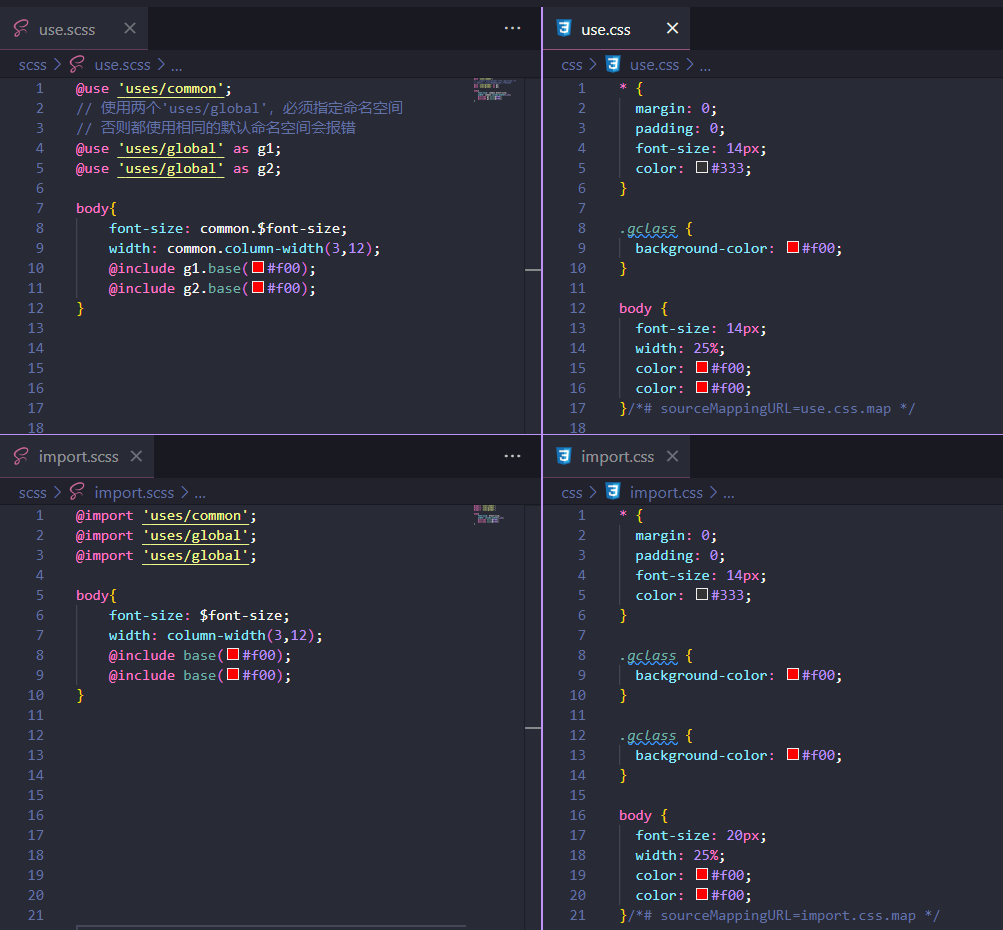 use.scss
scss > use.scss > ...
1 @use 'uses/common';
2 // 使用两个'uses/global', 必须指定命名空间
3 // 否则都使用相同的默认命名空间会报错
4 @use 'uses/global' as g1;
5 @use 'uses/global' as g2;
6
7 body{
8 font-size: common.$font-size;
9 width: common.column-width(3,12);
10 @include g1.base(#f00);
11 @include g2.base(#f00);
12 }
13
14
15
16
17
18
use.css
css > use.css > ...
1 * {
2 margin: 0;
3 padding: 0;
4 font-size: 14px;
5 color: #333;
6 }
7
8 .gclass {
9 background-color: #f00;
10 }
11
12 body {
13 font-size: 14px;
14 width: 25%;
15 color: #f00;
16 color: #f00;
17 }/*# sourceMappingURL=use.css.map */
18
import.scss
scss > import.scss > ...
1 @import 'uses/common';
2 @import 'uses/global';
3 @import 'uses/global';
4
5 body{
6 font-size: $font-size;
7 width: column-width(3,12);
8 @include base(#f00);
9 @include base(#f00);
10 }
11
12
13
14
15
16
17
18
19
20
21
import.css
css > import.css > ...
1 * {
2 margin: 0;
3 padding: 0;
4 font-size: 14px;
5 color: #333;
6 }
7
8 .gclass {
9 background-color: #f00;
10 }
11
12 .gclass {
13 background-color: #f00;
14 }
15
16 body {
17 font-size: 20px;
18 width: 25%;
19 color: #f00;
20 color: #f00;
21 }/*# sourceMappingURL=import.css.map */